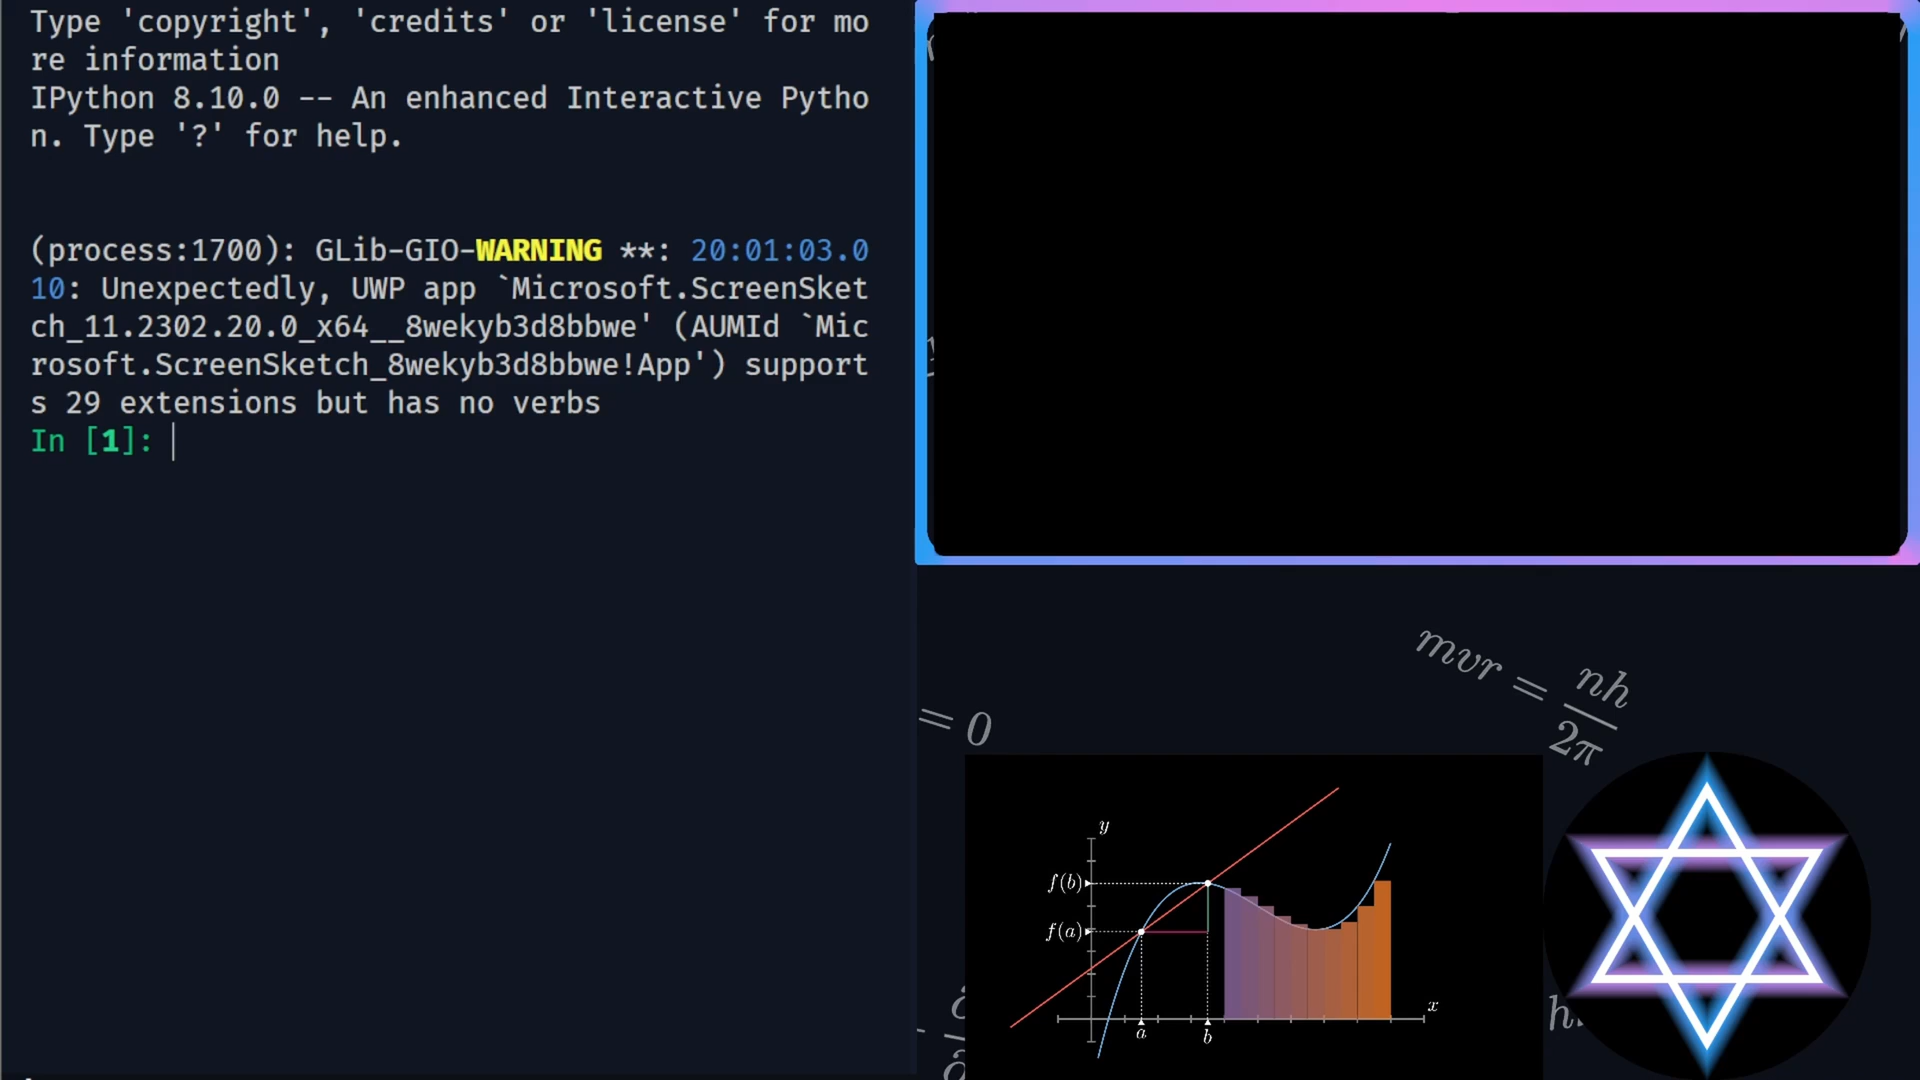 Type 'copyright', 'credits' or 'license' for mo
re information
IPython 8.10.0 -- An enhanced Interactive Pytho
n. Type '?' for help.
(process:1700): GLib-GIO-WARNING **: 20:01:03.0
10: Unexpectedly, UWP app `Microsoft.ScreenSket
ch_11.2302.20.0_x64__8wekyb3d8bbwe' (AUMId `Mic
rosoft.ScreenSketch_8wekyb3d8bbwe!App') support
s 29 extensions but has no verbs
In [1]:
mvr = nh/2π
= 0
y
f(b)
f(a)
x
a
b
∂
∂
h